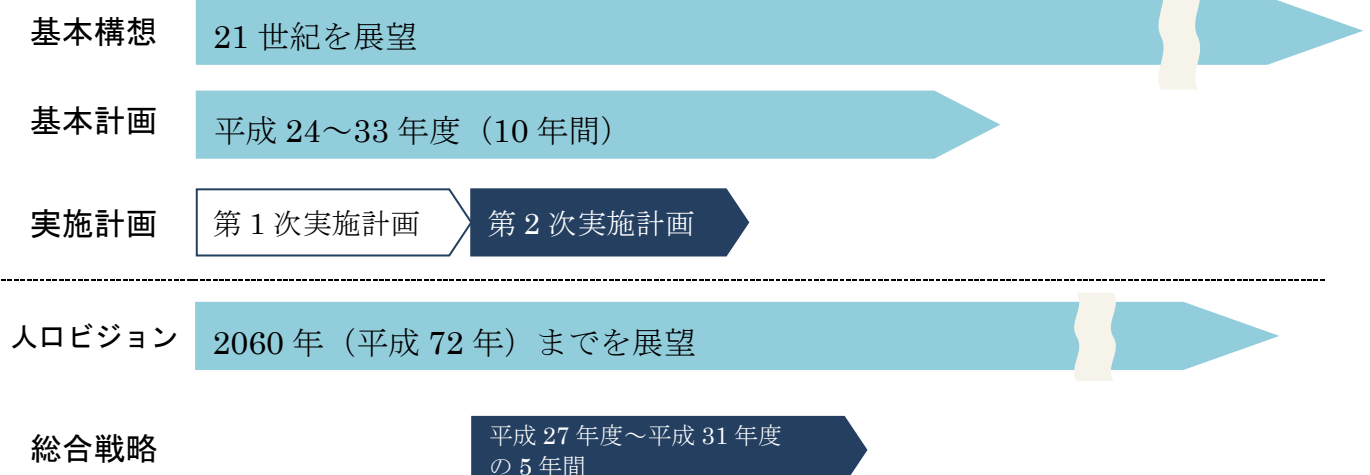 基本構想
21 世紀を展望
基本計画
平成 24～33 年度（10 年間）
実施計画
第 1 次実施計画
第 2 次実施計画
人口ビジョン
2060 年（平成 72 年）までを展望
総合戦略
平成 27 年度～平成 31 年度
の 5 年間